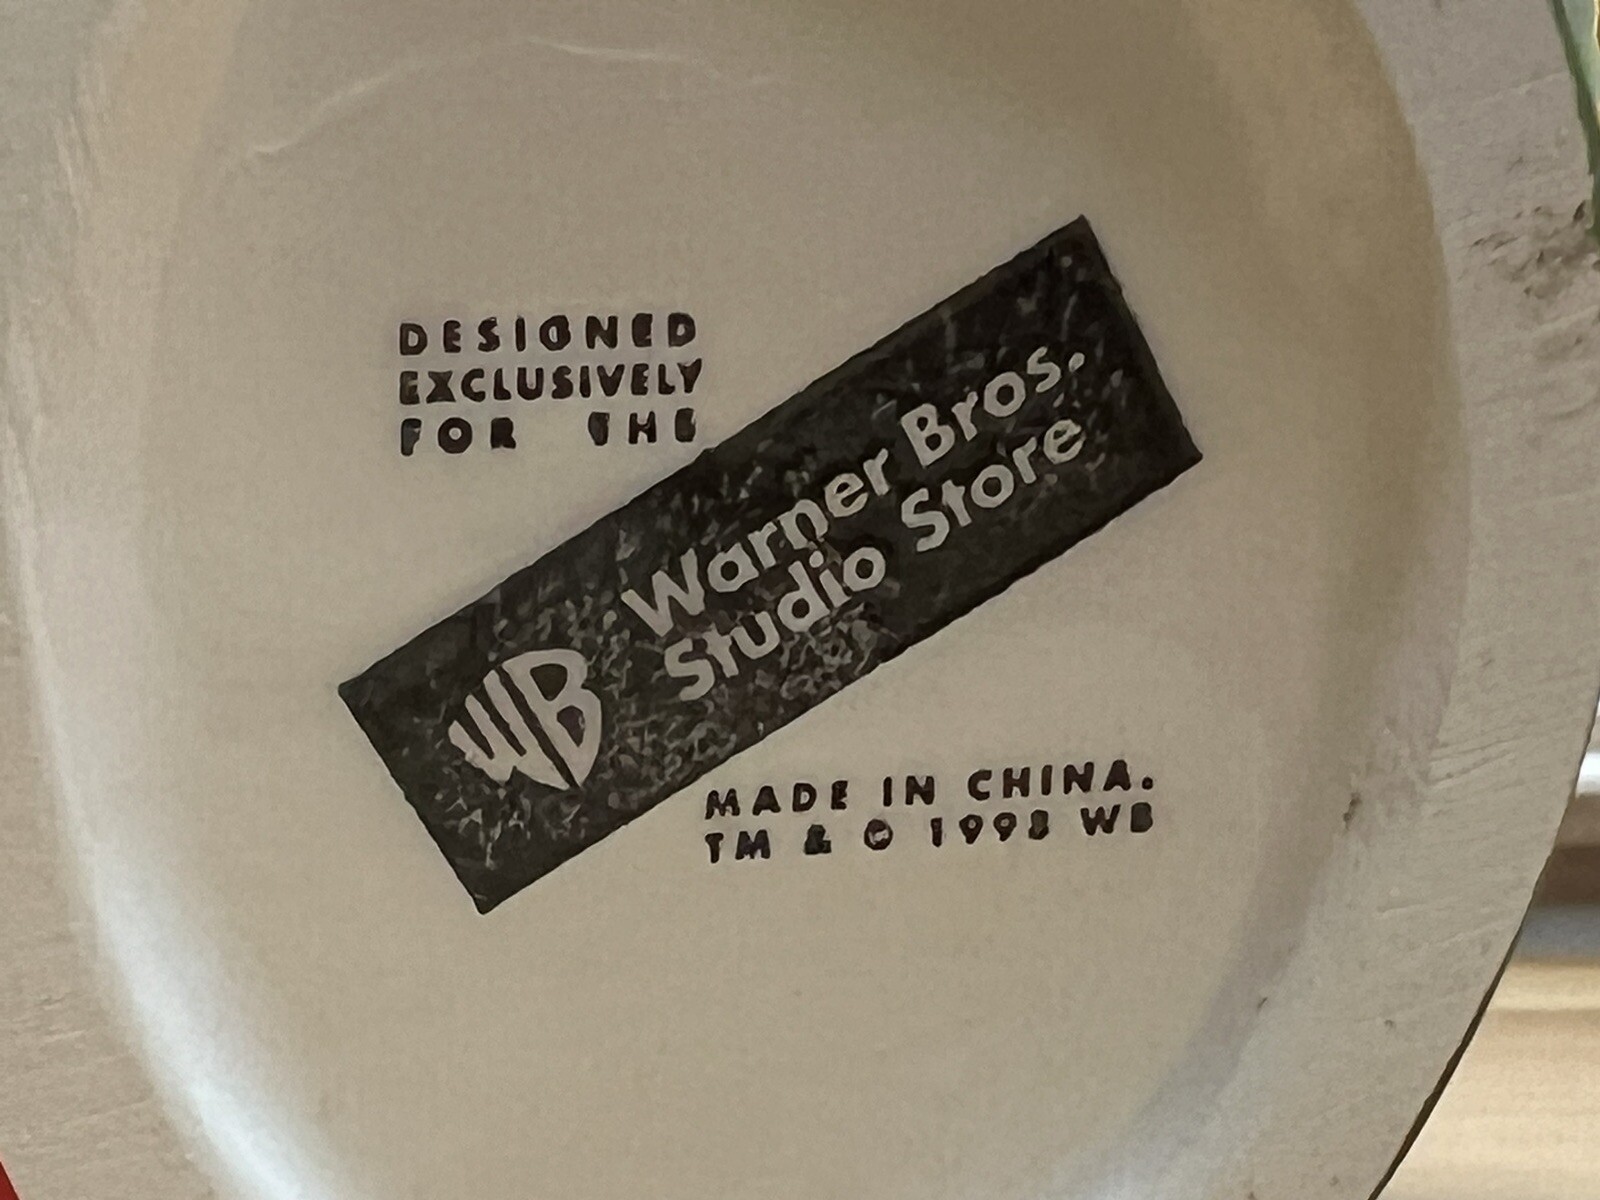 DESIGNED
EXCLUSIVELY
FOR THE
WB
Warner Bros.
Studio Store
MADE IN CHINA.
TM & © 1998 WB